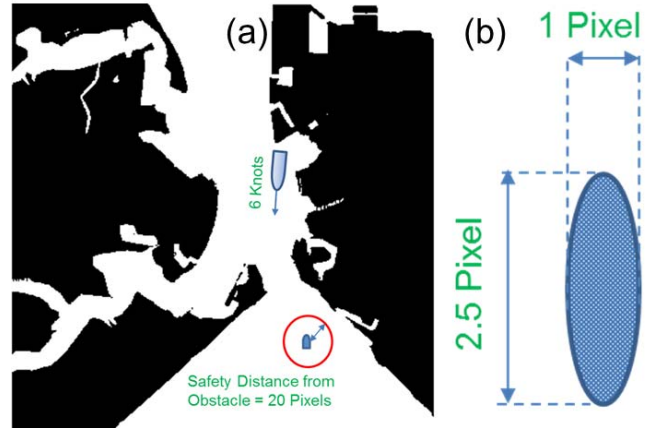 (a)
6 Knots
Safety Distance from
Obstacle = 20 Pixels
(b)
1 Pixel
2.5 Pixel